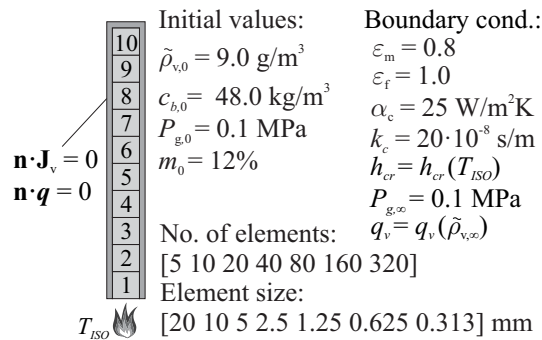 10
9
8
7
6
5
4
3
2
1
n·Jᵥ = 0
n·q = 0
T_ISO
Initial values:
ρ̃_v,0 = 9.0 g/m³
c_b,0 = 48.0 kg/m³
P_g,0 = 0.1 MPa
m₀ = 12%
Boundary cond.:
ε_m = 0.8
ε_f = 1.0
α_c = 25 W/m²K
k_c = 20·10⁻⁸ s/m
h_cr = h_cr(T_ISO)
P_g,∞ = 0.1 MPa
q_v = q_v(ρ̃_v,∞)
No. of elements:
[5 10 20 40 80 160 320]
Element size:
[20 10 5 2.5 1.25 0.625 0.313] mm